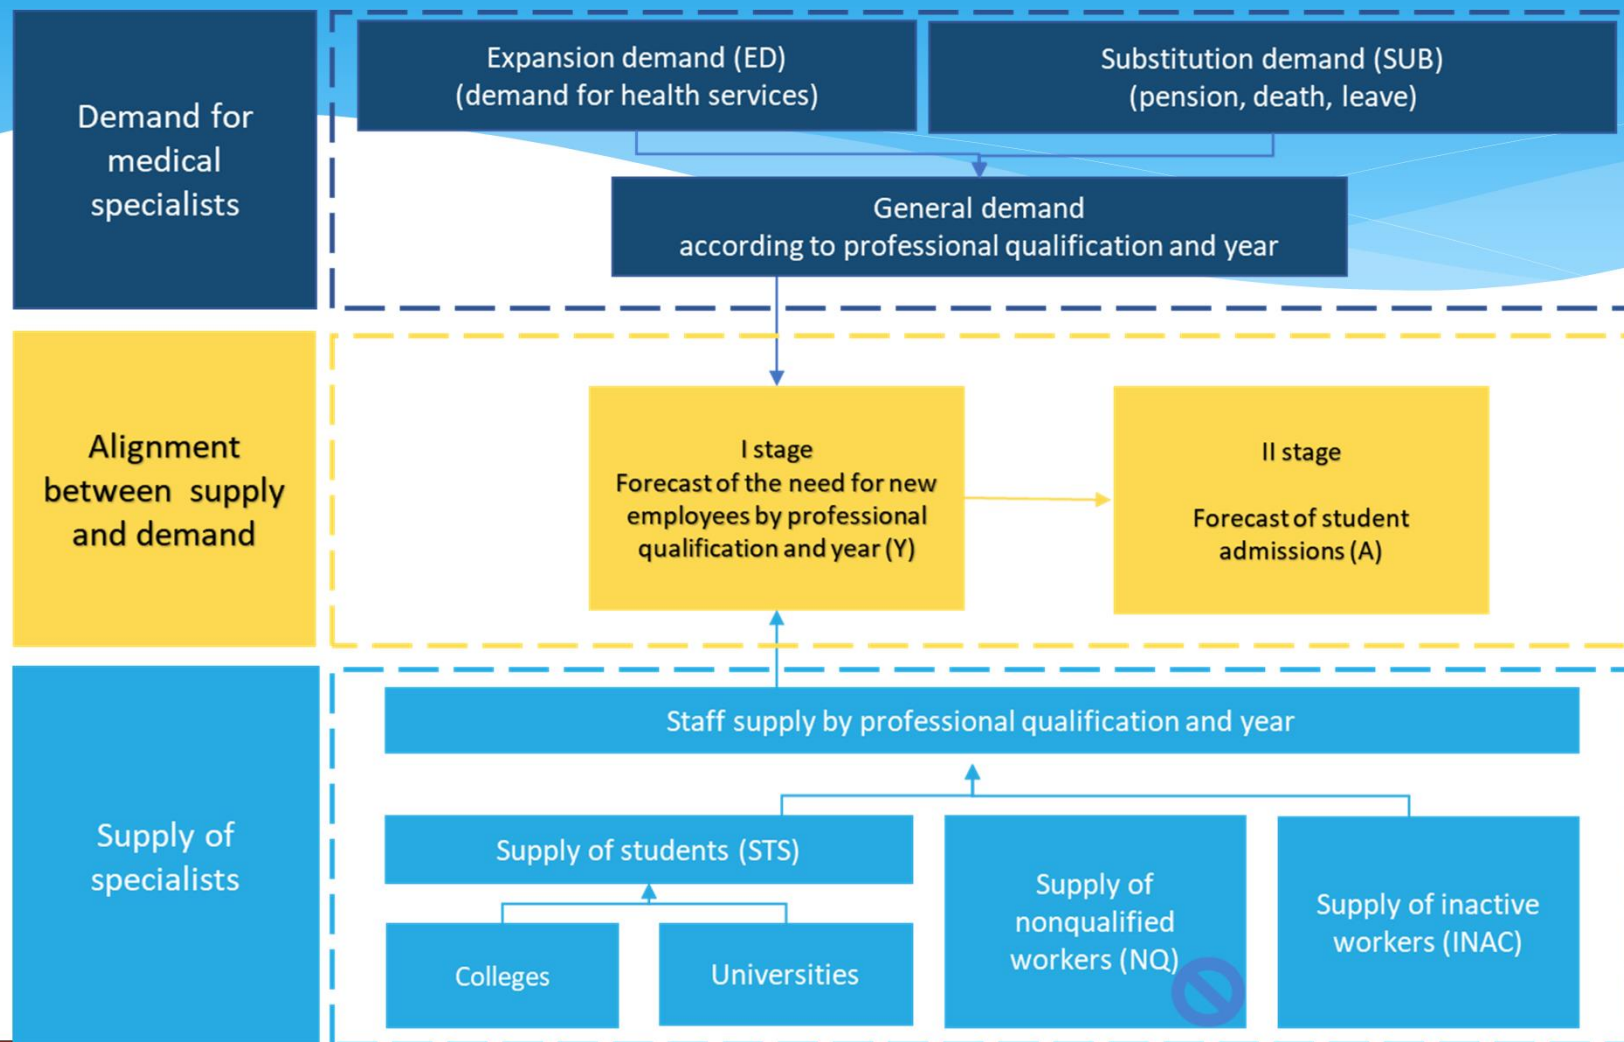 Demand for
medical
specialists
Expansion demand (ED)
(demand for health services)
Substitution demand (SUB)
(pension, death, leave)
General demand
according to professional qualification and year
Alignment
between supply
and demand
I stage
Forecast of the need for new
employees by professional
qualification and year (Y)
II stage
Forecast of student
admissions (A)
Supply of
specialists
Staff supply by professional qualification and year
Supply of students (STS)
Colleges
Universities
Supply of
nonqualified
workers (NQ)
Supply of inactive
workers (INAC)